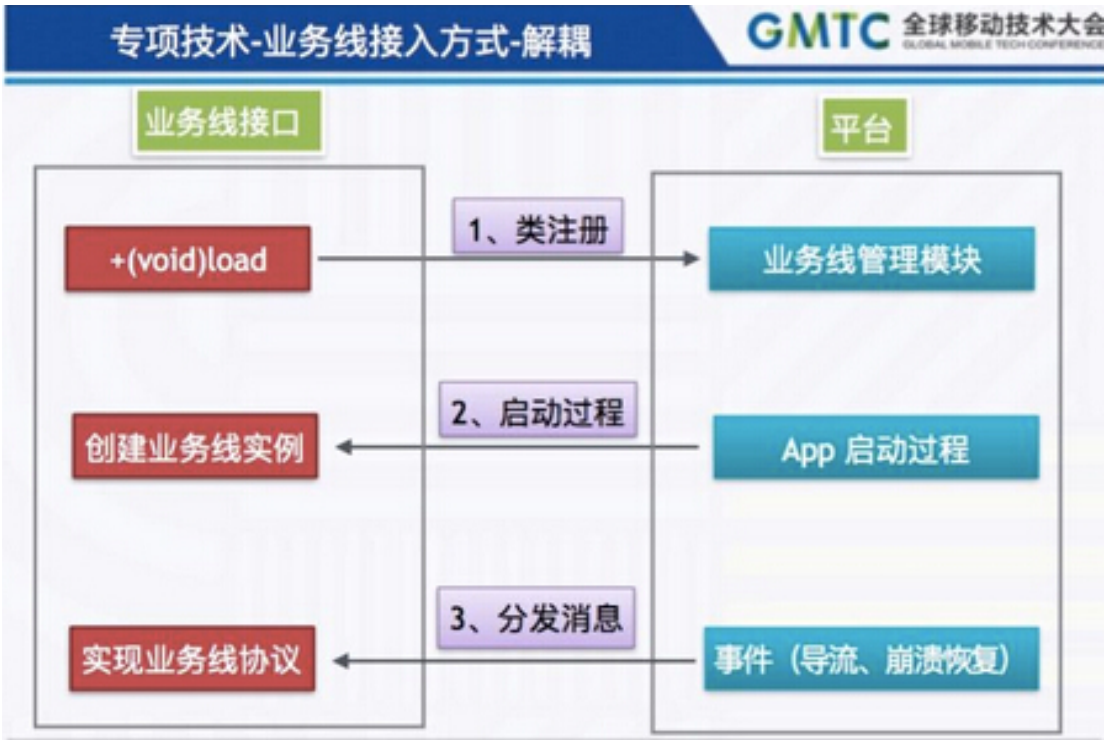 专项技术-业务线接入方式-解耦
GMTC 全球移动技术大会
GLOBAL MOBILE TECH CONFERENCE
业务线接口
平台
+(void)load
1、类注册
业务线管理模块
创建业务线实例
2、启动过程
App 启动过程
实现业务线协议
3、分发消息
事件（导流、崩溃恢复）